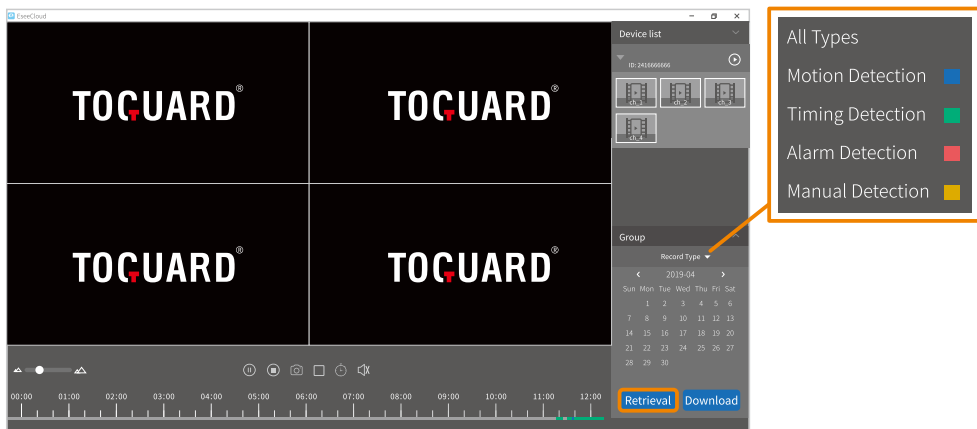 EseeCloud
TOGUARD®
TOGUARD®
TOGUARD®
TOGUARD®
Device list
ID: 2416666666
ch_1 ch_2 ch_3
ch_4
Group
Record Type
2019-04
Sun Mon Tue Wed Thu Fri Sat
1 2 3 4 5 6
7 8 9 10 11 12 13
14 15 16 17 18 19 20
21 22 23 24 25 26 27
28 29 30
Retrieval Download
00:00 01:00 02:00 03:00 04:00 05:00 06:00 07:00 08:00 09:00 10:00 11:00 12:00
All Types
Motion Detection
Timing Detection
Alarm Detection
Manual Detection